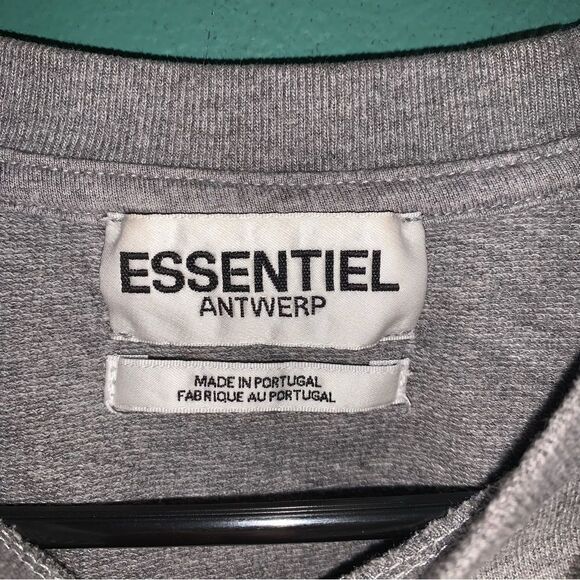 ESSENTIEL
ANTWERP
MADE IN PORTUGAL
FABRIQUE AU PORTUGAL